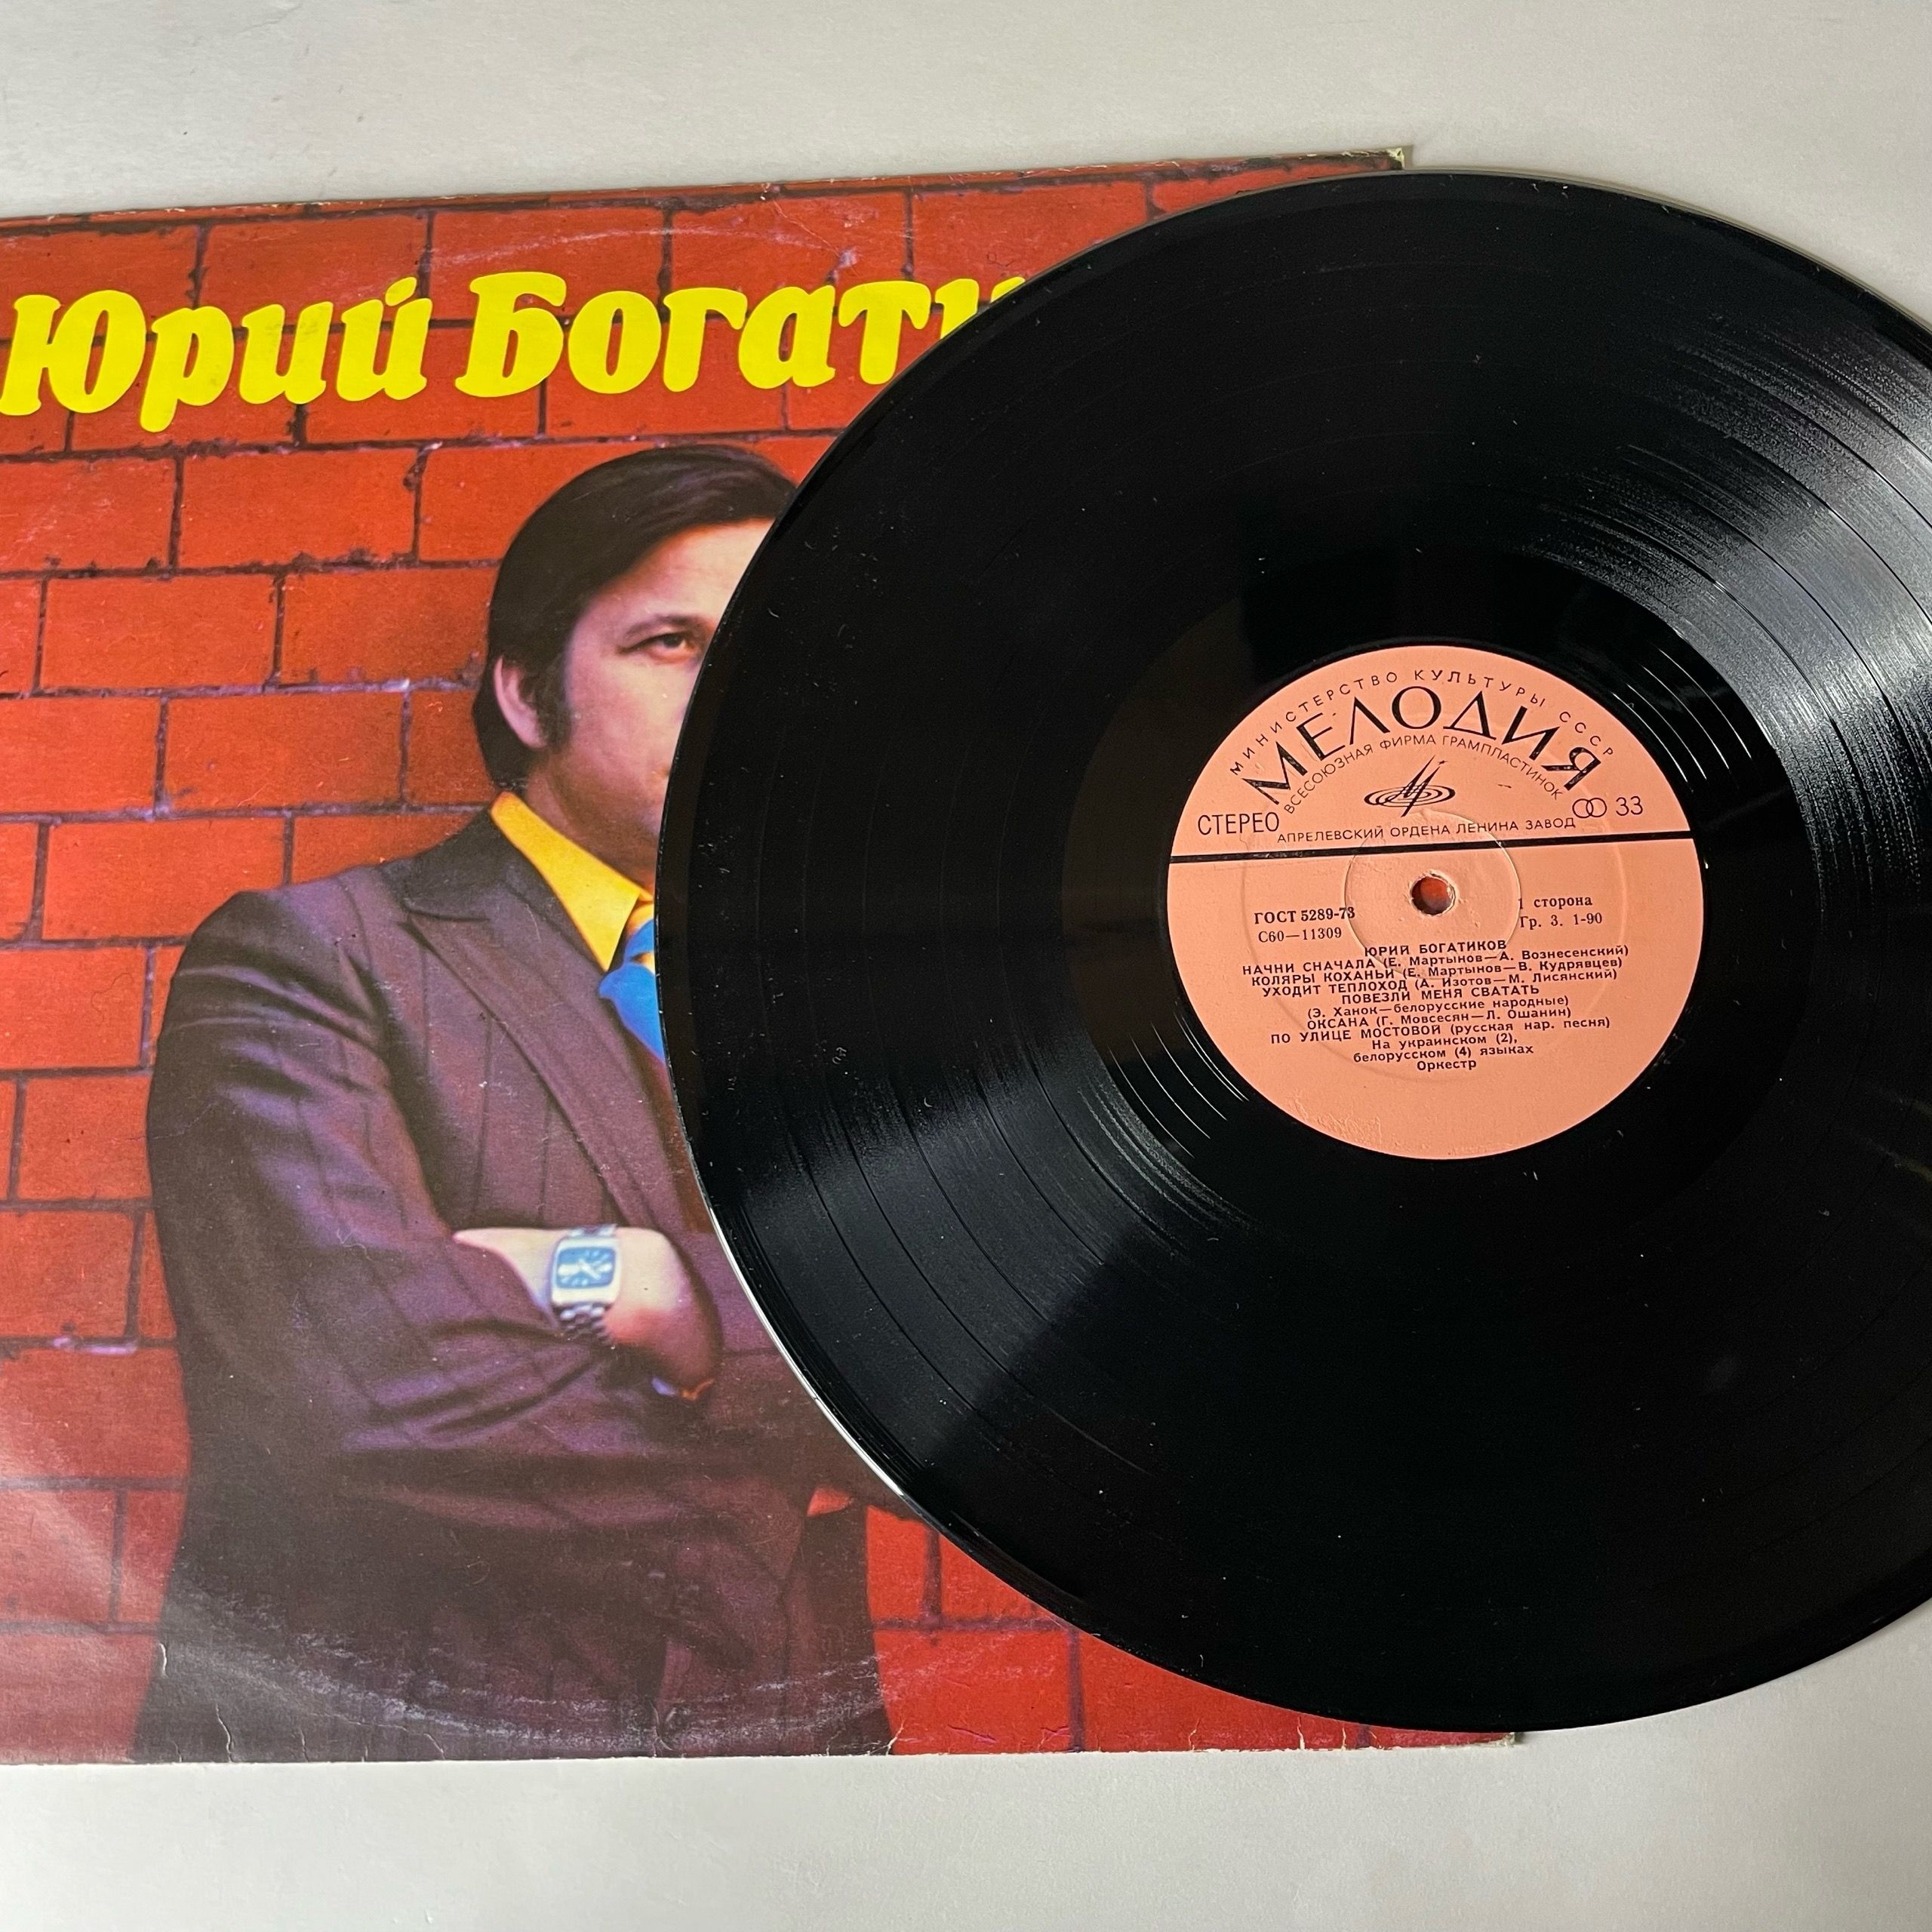 Юрий Богати
МИНИСТЕРСТВО КУЛЬТУРЫ СССР
МЕЛОДИЯ
ВСЕСОЮЗНАЯ ФИРМА ГРАМПЛАСТИНОК
СТЕРЕО
33
АПРЕЛЕВСКИЙ ОРДЕНА ЛЕНИНА ЗАВОД
ГОСТ 5289-73
1 сторона
С60—11309
Гр. 3. 1-90
ЮРИЙ БОГАТИКОВ
НАЧНИ СНАЧАЛА (Е. Мартынов—А. Вознесенский)
КОЛЯРЫ КОХАНЬИ (Е. Мартынов—В. Кудрявцев)
УХОДИТ ТЕПЛОХОД (А. Изотов—М. Лисянский)
ПОВЕЗЛИ МЕНЯ СВАТАТЬ
(Э. Ханок—белорусские народные)
ОКСАНА (Г. Мовсесян—Л. Ошанин)
ПО УЛИЦЕ МОСТОВОЙ (русская нар. песня)
На украинском (2),
белорусском (4) языках
Оркестр